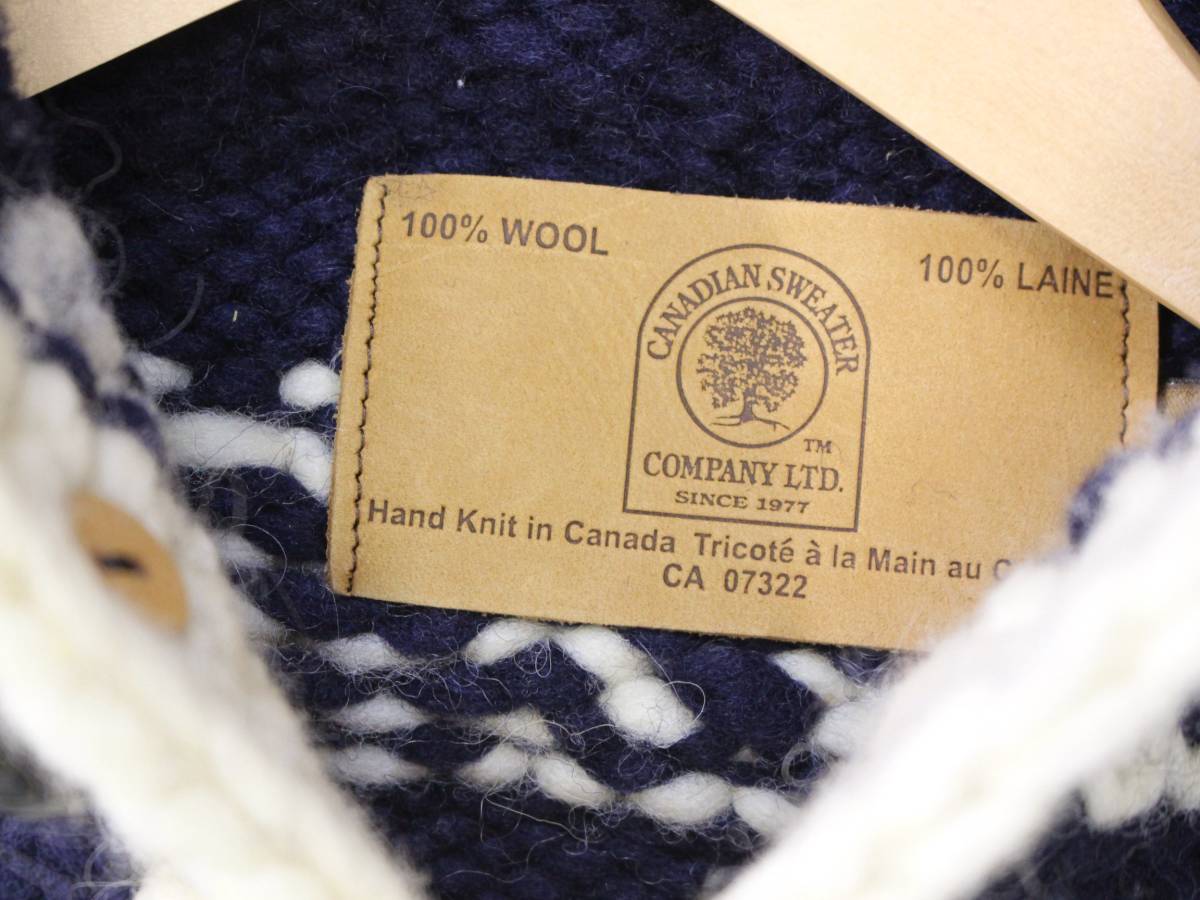 100% WOOL
100% LAINE
CANADIAN SWEATER
TM
COMPANY LTD.
SINCE 1977
Hand Knit in Canada Tricoté à la Main au
CA 07322